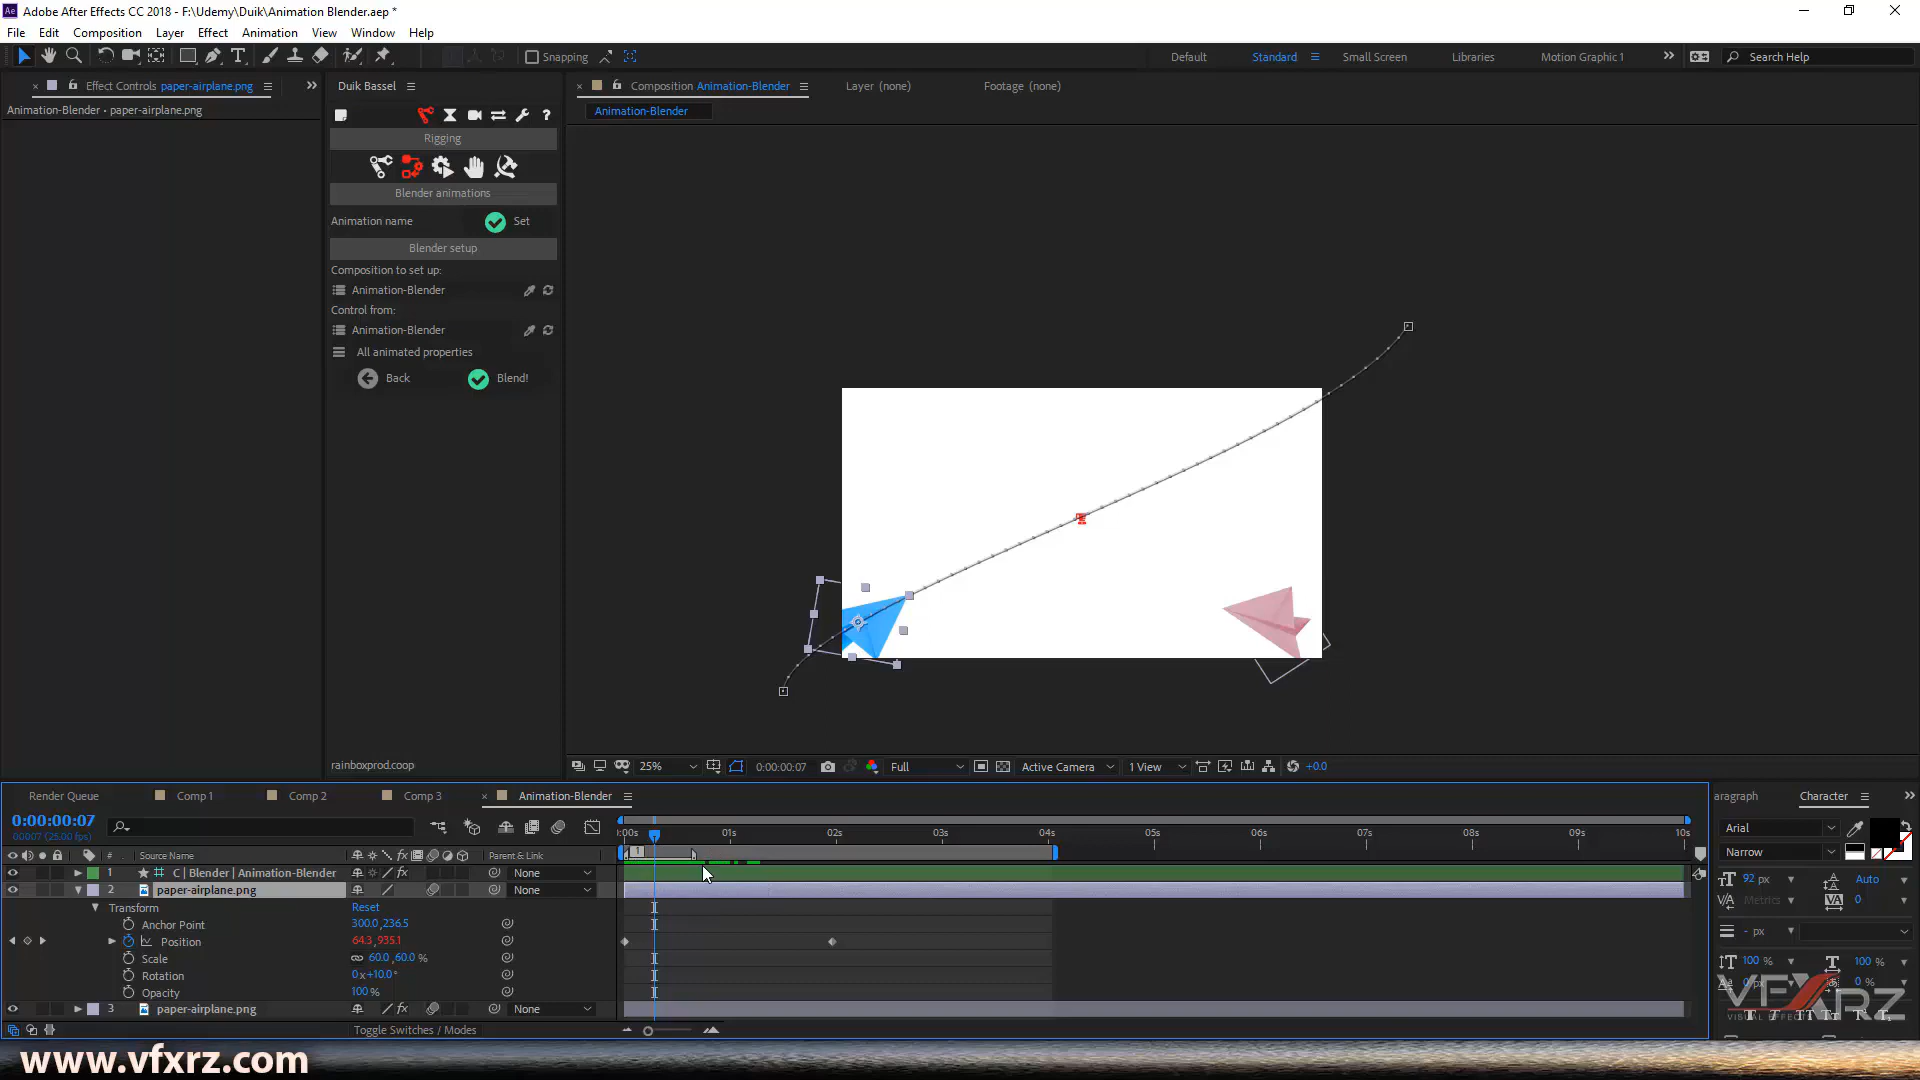 Adobe After Effects CC 2018 - F:\Udemy\Duik\Animation Blender.aep *
File Edit Composition Layer Effect Animation View Window Help
Snapping
Default Standard Small Screen Libraries Motion Graphic 1 Search Help
Effect Controls paper-airplane.png
Duik Bassel
Composition Animation-Blender
Layer (none)
Footage (none)
Animation-Blender • paper-airplane.png
Animation-Blender
Rigging
Blender animations
Animation name Set
Blender setup
Composition to set up:
Animation-Blender
Control from:
Animation-Blender
All animated properties
Back Blend!
rainboxprod.coop
25% 0:00:00:07 Full Active Camera 1 View +0.0
Render Queue Comp 1 Comp 2 Comp 3 Animation-Blender
aragraph Character
0:00:00:07
00007 (25.00 fps)
:00s 01s 02s 03s 04s 05s 06s 07s 08s 09s 10s
Arial
Narrow
# Source Name Parent & Link
1 C | Blender | Animation-Blender None
2 paper-airplane.png None
Transform Reset
Anchor Point 300.0,236.5
Position 64.3,935.1
Scale 60.0,60.0%
Rotation 0x+10.0°
Opacity 100%
3 paper-airplane.png None
Toggle Switches / Modes
92 px Auto
Metrics 0
- px
100 % 100 %
0 %
VFXRZ
VISUAL EFFECTS
www.vfxrz.com